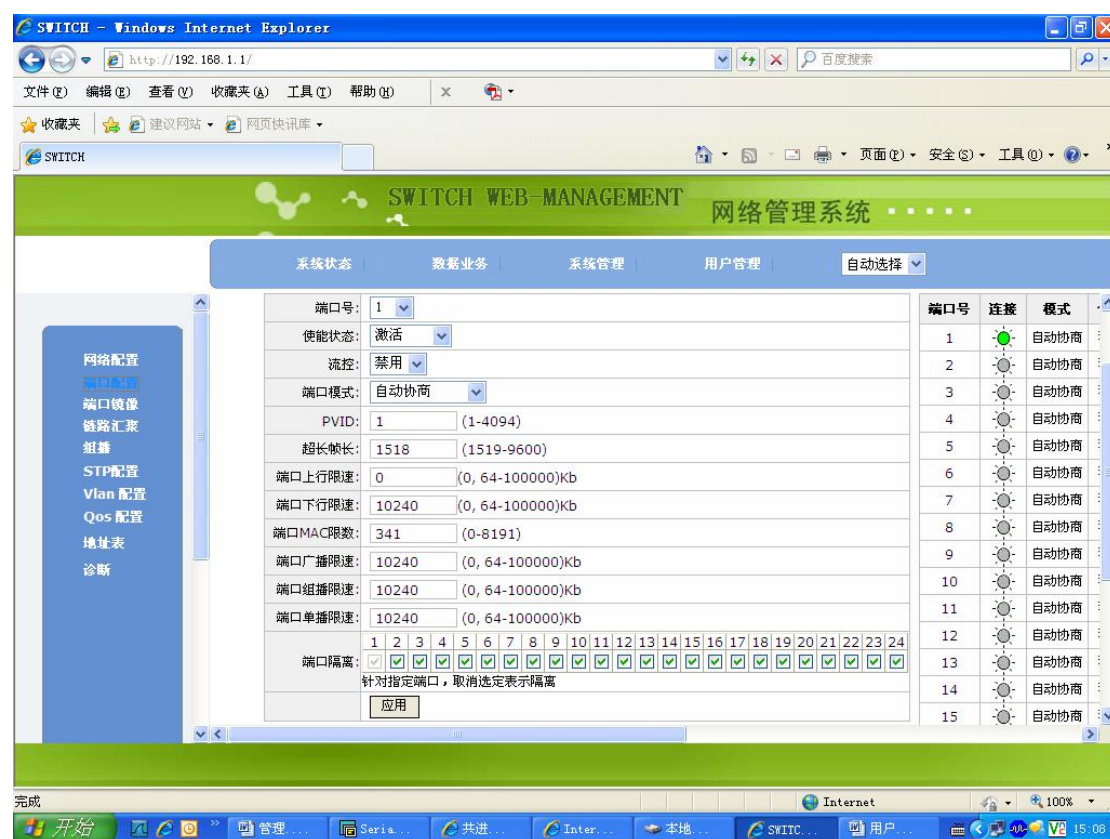 SWITCH - Windows Internet Explorer
http://192.168.1.1/
百度搜索
文件(F) 编辑(E) 查看(V) 收藏夹(A) 工具(T) 帮助(H)
收藏夹 建议网站 网页快讯库
SWITCH
页面(P) 安全(S) 工具(O)
SWITCH WEB-MANAGEMENT 网络管理系统
系统状态 数据业务 系统管理 用户管理 自动选择
网络配置
端口配置
端口镜像
链路汇聚
组播
STP配置
Vlan 配置
Qos 配置
地址表
诊断
端口号: 1
使能状态: 激活
流控: 禁用
端口模式: 自动协商
PVID: 1 (1-4094)
超长帧长: 1518 (1519-9600)
端口上行限速: 0 (0, 64-100000)Kb
端口下行限速: 10240 (0, 64-100000)Kb
端口MAC限数: 341 (0-8191)
端口广播限速: 10240 (0, 64-100000)Kb
端口组播限速: 10240 (0, 64-100000)Kb
端口单播限速: 10240 (0, 64-100000)Kb
1 2 3 4 5 6 7 8 9 10 11 12 13 14 15 16 17 18 19 20 21 22 23 24
端口隔离:
针对指定端口，取消选定表示隔离
应用
端口号 连接 模式
1 自动协商
2 自动协商
3 自动协商
4 自动协商
5 自动协商
6 自动协商
7 自动协商
8 自动协商
9 自动协商
10 自动协商
11 自动协商
12 自动协商
13 自动协商
14 自动协商
15 自动协商
完成 Internet 100%
开始 管理.... Seria... 共进... Inter... 本地... SWITC... 用户... 15:08